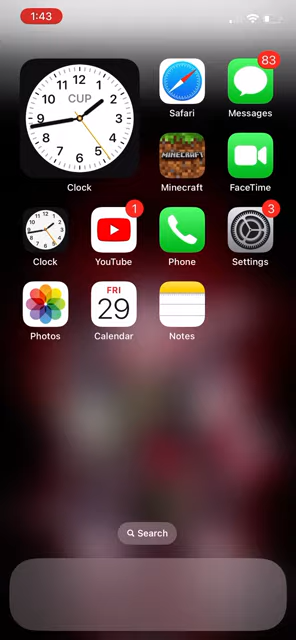 1:43
12
11 1
10 CUP 2
9 3
8 4
7 5
6
83
Clock Safari Messages
MINECRAFT
Minecraft FaceTime
1 3
Clock YouTube Phone Settings
FRI
29
Photos Calendar Notes
Search